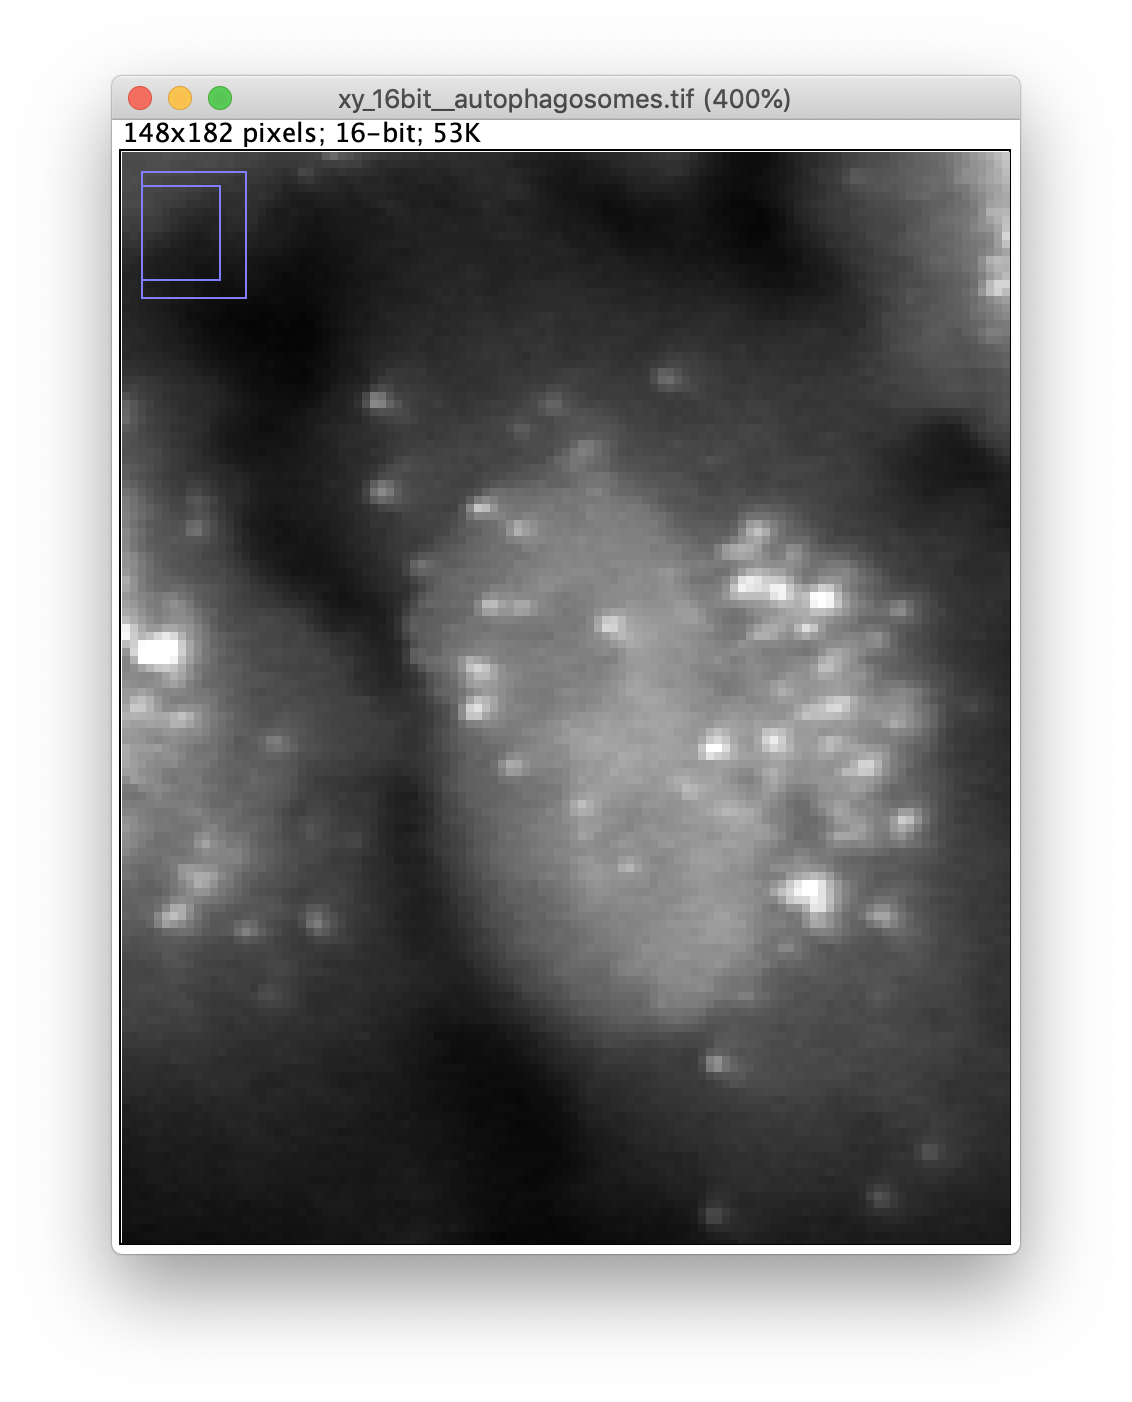 xy_16bit__autophagosomes.tif (400%)
148x182 pixels; 16-bit; 53K